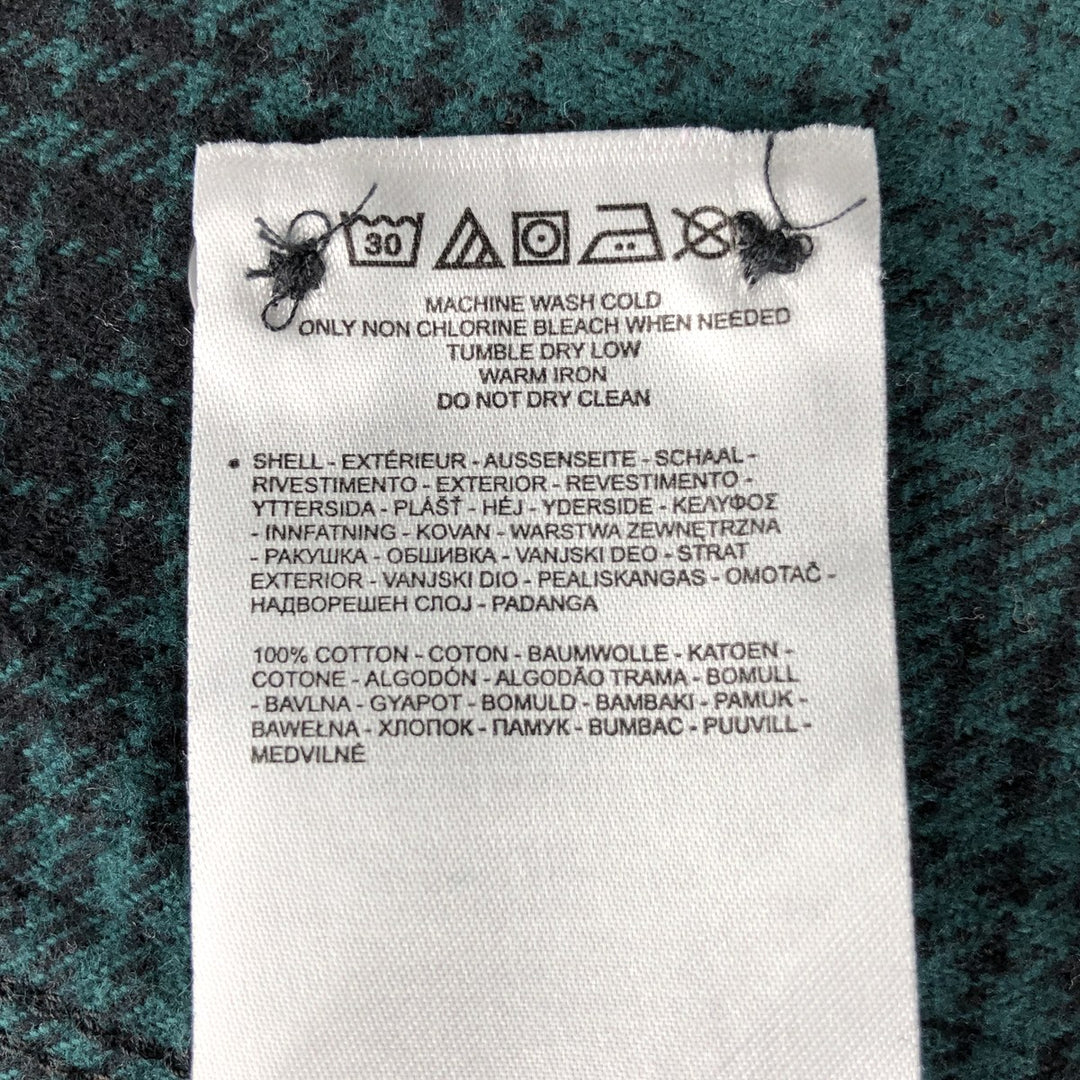 30
MACHINE WASH COLD
ONLY NON CHLORINE BLEACH WHEN NEEDED
TUMBLE DRY LOW
WARM IRON
DO NOT DRY CLEAN
• SHELL - EXTÉRIEUR - AUSSENSEITE - SCHAAL -
RIVESTIMENTO - EXTERIOR - REVESTIMENTO -
YTTERSIDA - PLÁŠŤ - HÉJ - YDERSIDE - ΚΕΛΥΦΟΣ
- INNFATNING - KOVAN - WARSTWA ZEWNĘTRZNA
- РАКУШКА - ОБШИВКА - VANJSKI DEO - STRAT
EXTERIOR - VANJSKI DIO - PEALISKANGAS - OMOTAČ -
НАДВОРЕШЕН СЛОЈ - PADANGA
100% COTTON - COTON - BAUMWOLLE - KATOEN -
COTONE - ALGODÓN - ALGODÃO TRAMA - BOMULL
- BAVLNA - GYAPOT - BOMULD - BAMBAKI - PAMUK -
BAWEŁNA - ХЛОПОК - ПАМУК - BUMBAC - PUUVILL -
MEDVILNĖ